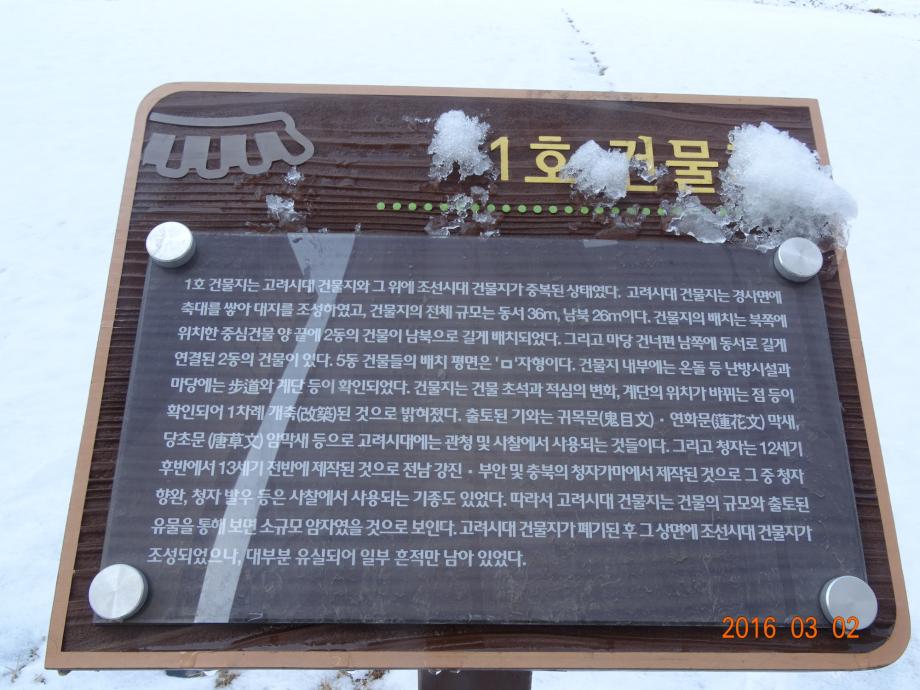 1호 건물
1호 건물지는 고려시대 건물지와 그 위에 조선시대 건물지가 중복된 상태였다. 고려시대 건물지는 경사면에
축대를 쌓아 대지를 조성하였고, 건물지의 전체 규모는 동서 36m, 남북 26m이다. 건물지의 배치는 북쪽에
위치한 중심건물 양 끝에 2동의 건물이 남북으로 길게 배치되었다. 그리고 마당 건너편 남쪽에 동서로 길게
연결된 2동의 건물이 있다. 5동 건물들의 배치 평면은 'ㅁ'자형이다. 건물지 내부에는 온돌 등 난방시설과
마당에는 步道와 계단 등이 확인되었다. 건물지는 건물 초석과 적심의 변화, 계단의 위치가 바뀌는 점 등이
확인되어 1차례 개축(改築)된 것으로 밝혀졌다. 출토된 기와는 귀목문(鬼目文)·연화문(蓮花文) 막새,
당초문(唐草文) 암막새 등으로 고려시대에는 관청 및 사찰에서 사용되는 것들이다. 그리고 청자는 12세기
후반에서 13세기 전반에 제작된 것으로 전남 강진·부안 및 충북의 청자가마에서 제작된 것으로 그 중 청자
향완, 청자 발우 등은 사찰에서 사용되는 기종도 있었다. 따라서 고려시대 건물지는 건물의 규모와 출토된
유물을 통해 보면 소규모 암자였을 것으로 보인다. 고려시대 건물지가 폐기된 후 그 상면에 조선시대 건물지가
조성되었으나, 대부분 유실되어 일부 흔적만 남아 있었다.
2016 03 02